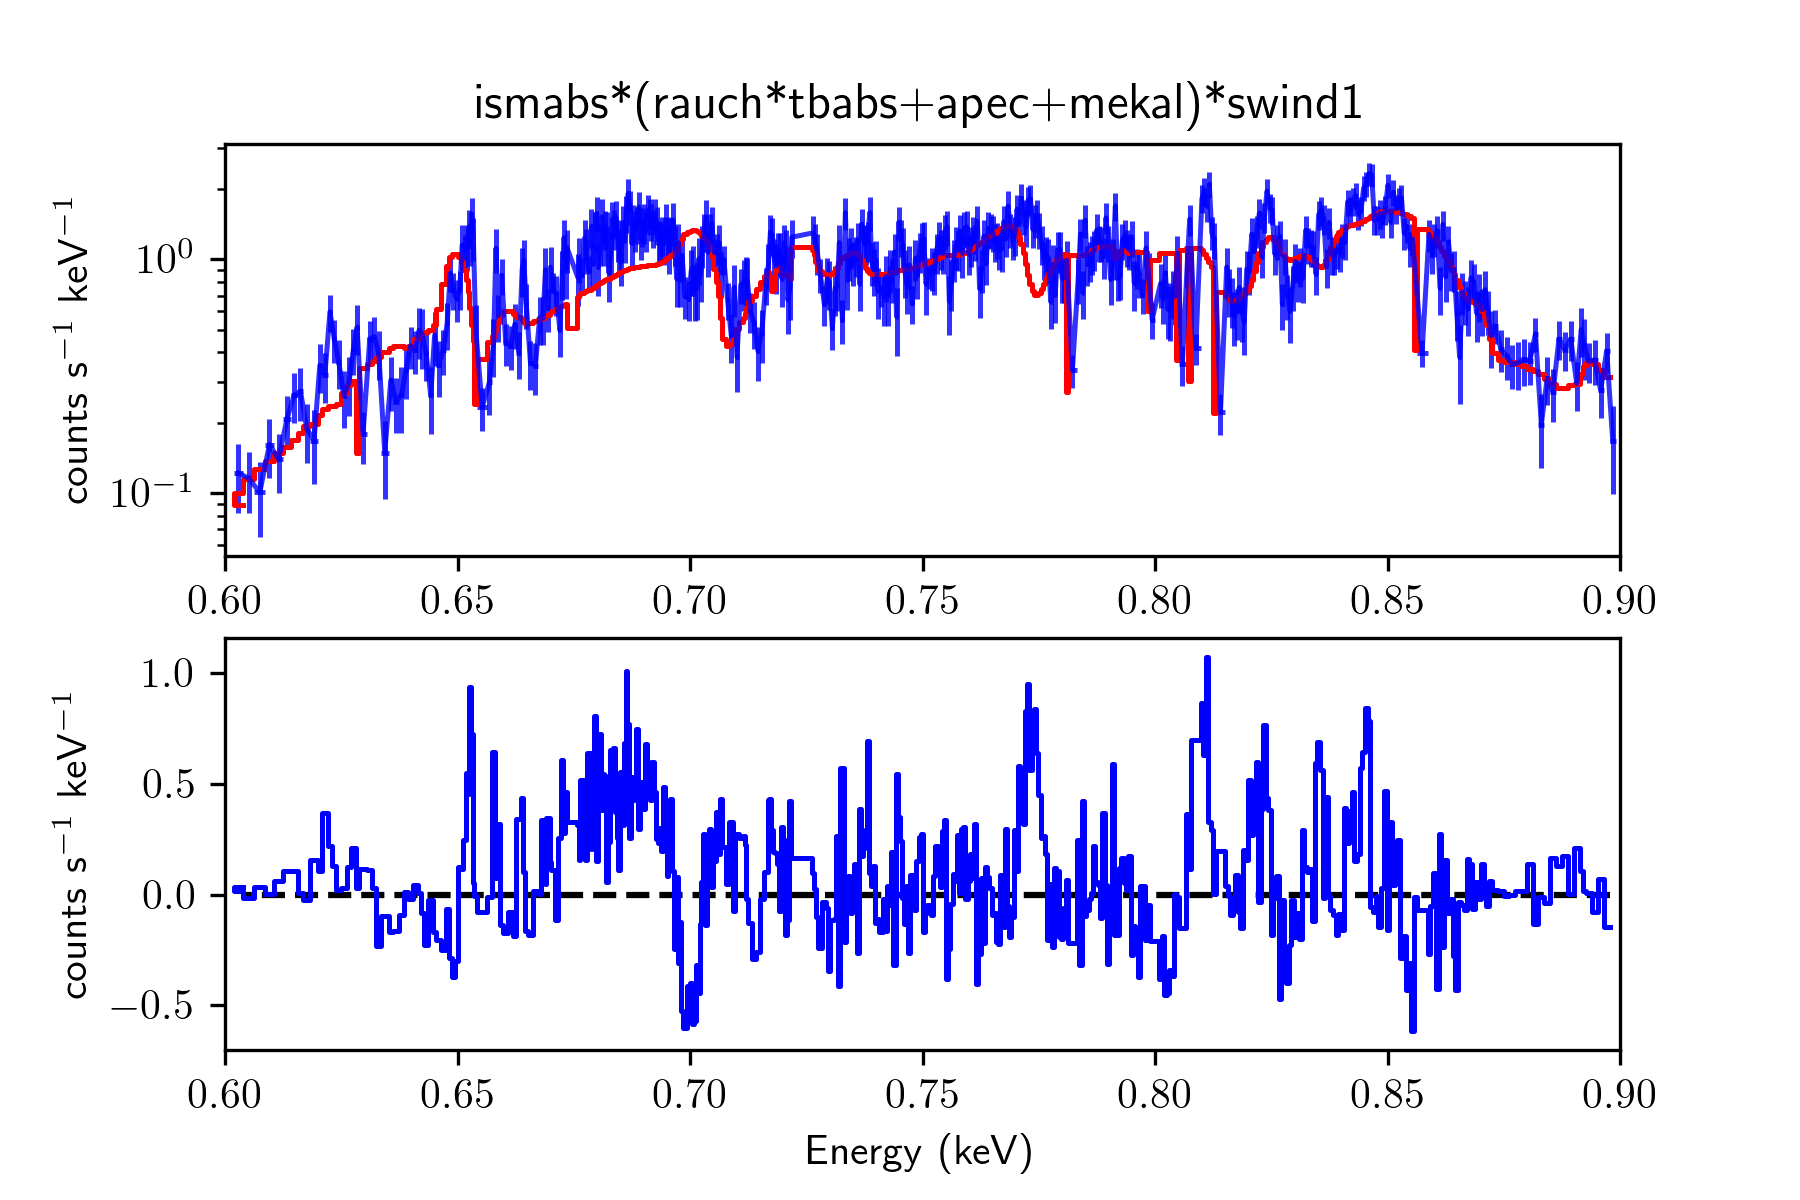 ismabs*(rauch*tbabs+apec+mekal)*swind1
counts s⁻¹ keV⁻¹
10⁰
10⁻¹
0.60 0.65 0.70 0.75 0.80 0.85 0.90
counts s⁻¹ keV⁻¹
1.0
0.5
0.0
−0.5
0.60 0.65 0.70 0.75 0.80 0.85 0.90
Energy (keV)